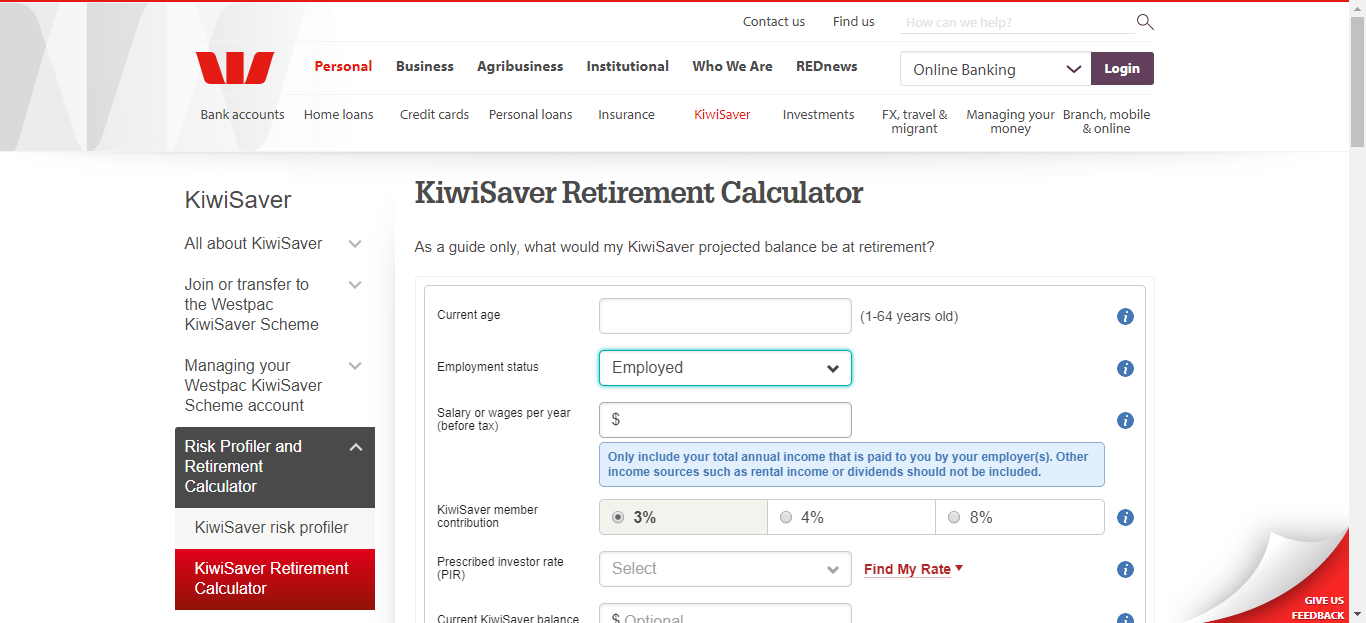 Contact us
Find us
How can we help?
Personal
Business
Agribusiness
Institutional
Who We Are
REDnews
Online Banking
Login
Bank accounts
Home loans
Credit cards
Personal loans
Insurance
KiwiSaver
Investments
FX, travel &
migrant
Managing your
money
Branch, mobile
& online
KiwiSaver
All about KiwiSaver
Join or transfer to
the Westpac
KiwiSaver Scheme
Managing your
Westpac KiwiSaver
Scheme account
Risk Profiler and
Retirement
Calculator
KiwiSaver risk profiler
KiwiSaver Retirement
Calculator
KiwiSaver Retirement Calculator
As a guide only, what would my KiwiSaver projected balance be at retirement?
Current age
(1-64 years old)
Employment status
Employed
Salary or wages per year
(before tax)
$
Only include your total annual income that is paid to you by your employer(s). Other
income sources such as rental income or dividends should not be included.
KiwiSaver member
contribution
3%
4%
8%
Prescribed investor rate
(PIR)
Select
Find My Rate
Current KiwiSaver balance
$ Optional
GIVE US
FEEDBACK